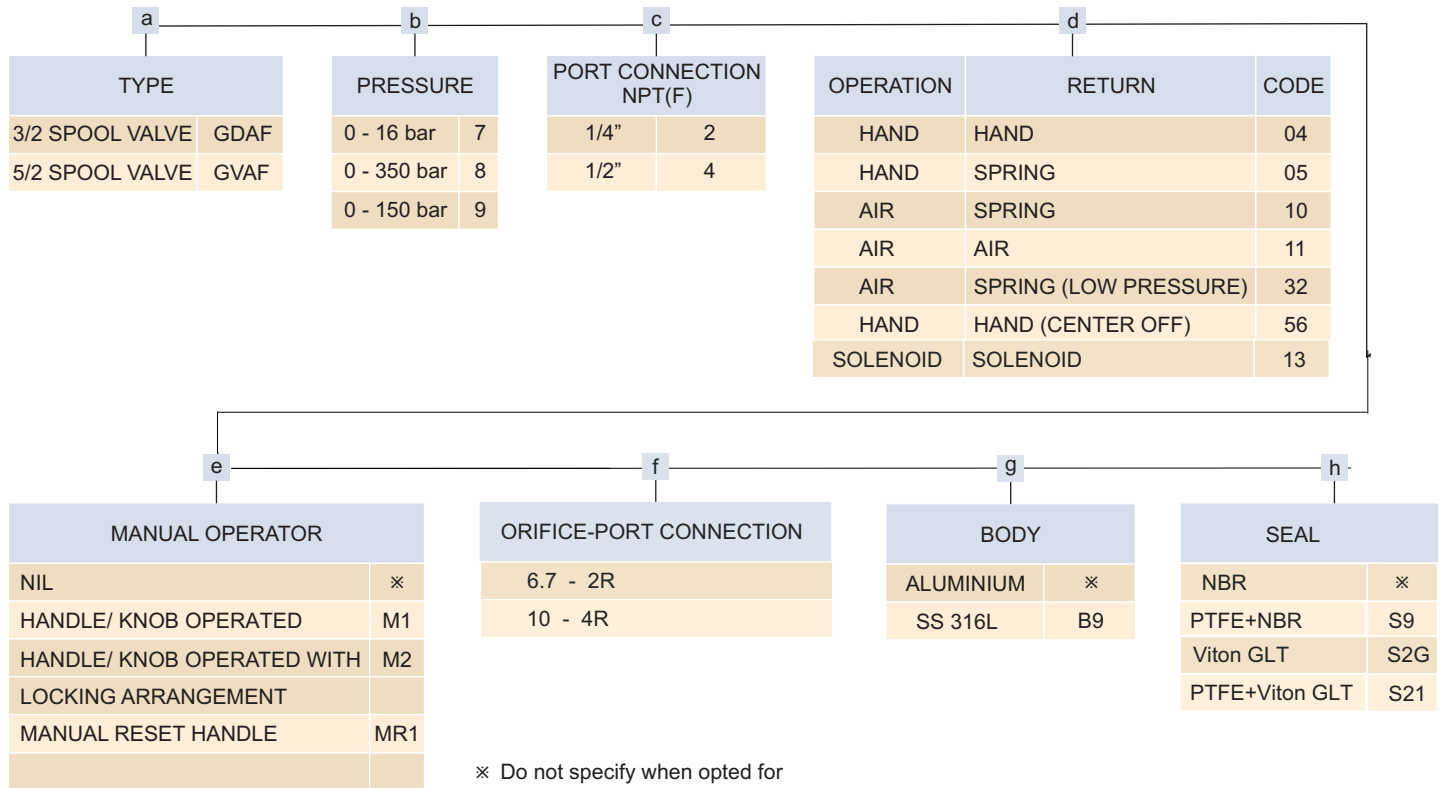 a b c d
TYPE
3/2 SPOOL VALVE GDAF
5/2 SPOOL VALVE GVAF
PRESSURE
0 - 16 bar 7
0 - 350 bar 8
0 - 150 bar 9
PORT CONNECTION
NPT(F)
1/4” 2
1/2” 4
OPERATION RETURN CODE
HAND HAND 04
HAND SPRING 05
AIR SPRING 10
AIR AIR 11
AIR SPRING (LOW PRESSURE) 32
HAND HAND (CENTER OFF) 56
SOLENOID SOLENOID 13
e f g h
MANUAL OPERATOR
NIL ※
HANDLE/ KNOB OPERATED M1
HANDLE/ KNOB OPERATED WITH M2
LOCKING ARRANGEMENT
MANUAL RESET HANDLE MR1
ORIFICE-PORT CONNECTION
6.7 - 2R
10 - 4R
BODY
ALUMINIUM ※
SS 316L B9
SEAL
NBR ※
PTFE+NBR S9
Viton GLT S2G
PTFE+Viton GLT S21
※ Do not specify when opted for